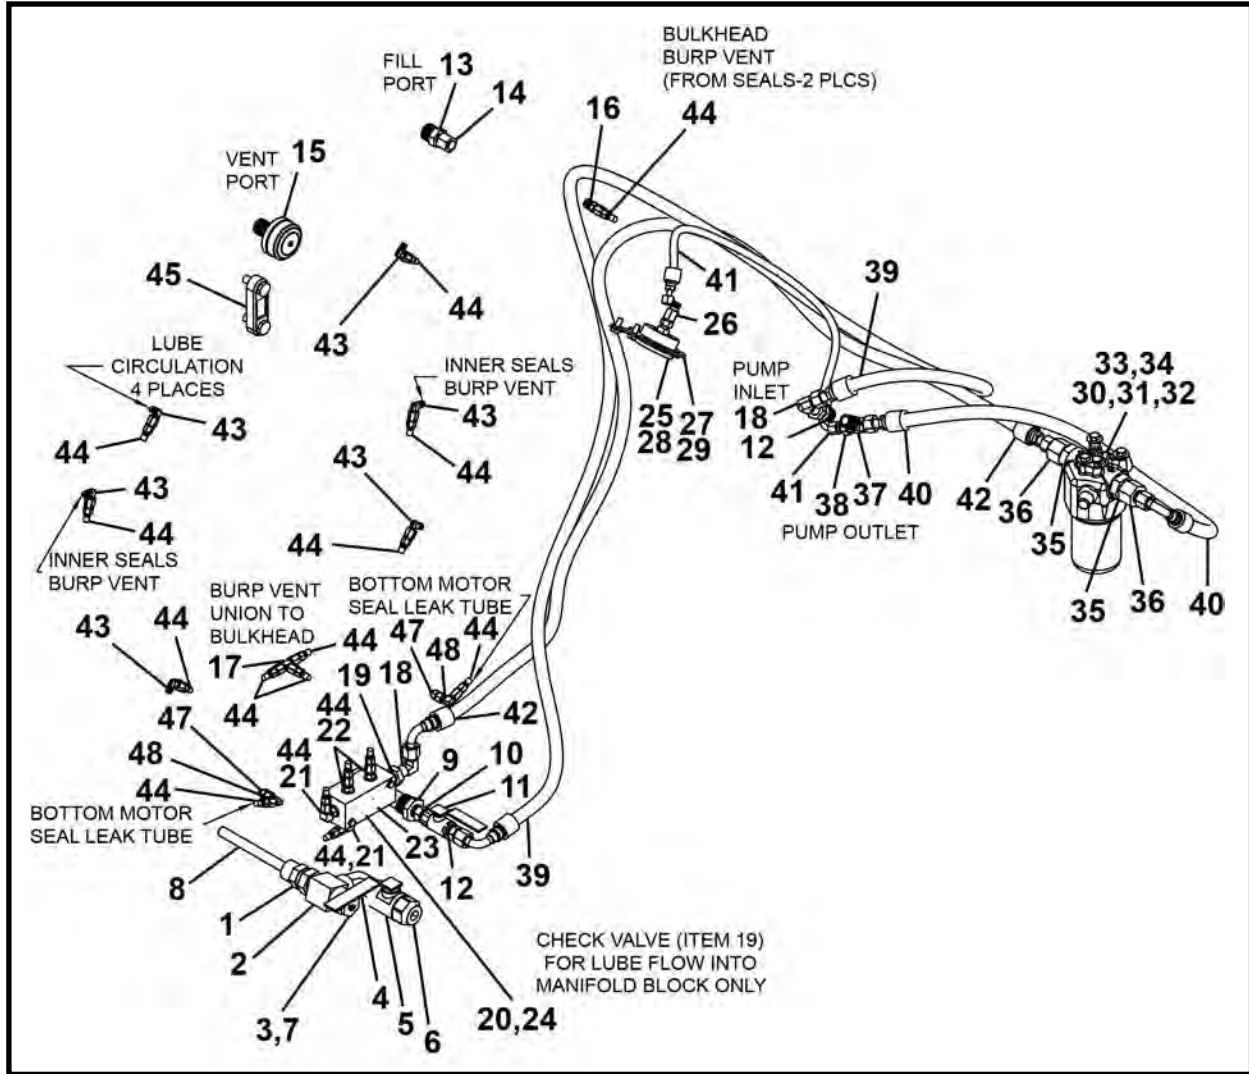 BULKHEAD
BURP VENT
(FROM SEALS-2 PLCS)
FILL
PORT
13
14
16
44
VENT
PORT
15
45
43
44
41
39
26
LUBE
CIRCULATION
4 PLACES
43
44
INNER SEALS
BURP VENT
43
44
PUMP
INLET
18
12
33,34
30,31,32
25
27
28
29
43
44
INNER SEALS
BURP VENT
43
44
41
38
37
40
42
36
35
PUMP OUTLET
35
36
40
BURP VENT
UNION TO
BULKHEAD
17
44
44
43
44
BOTTOM MOTOR
SEAL LEAK TUBE
47
48
44
19
18
42
44
22
44
21
9
10
11
47
48
44
BOTTOM MOTOR
SEAL LEAK TUBE
44,21
23
12
39
8
1
2
3,7
4
5
6
20,24
CHECK VALVE (ITEM 19)
FOR LUBE FLOW INTO
MANIFOLD BLOCK ONLY